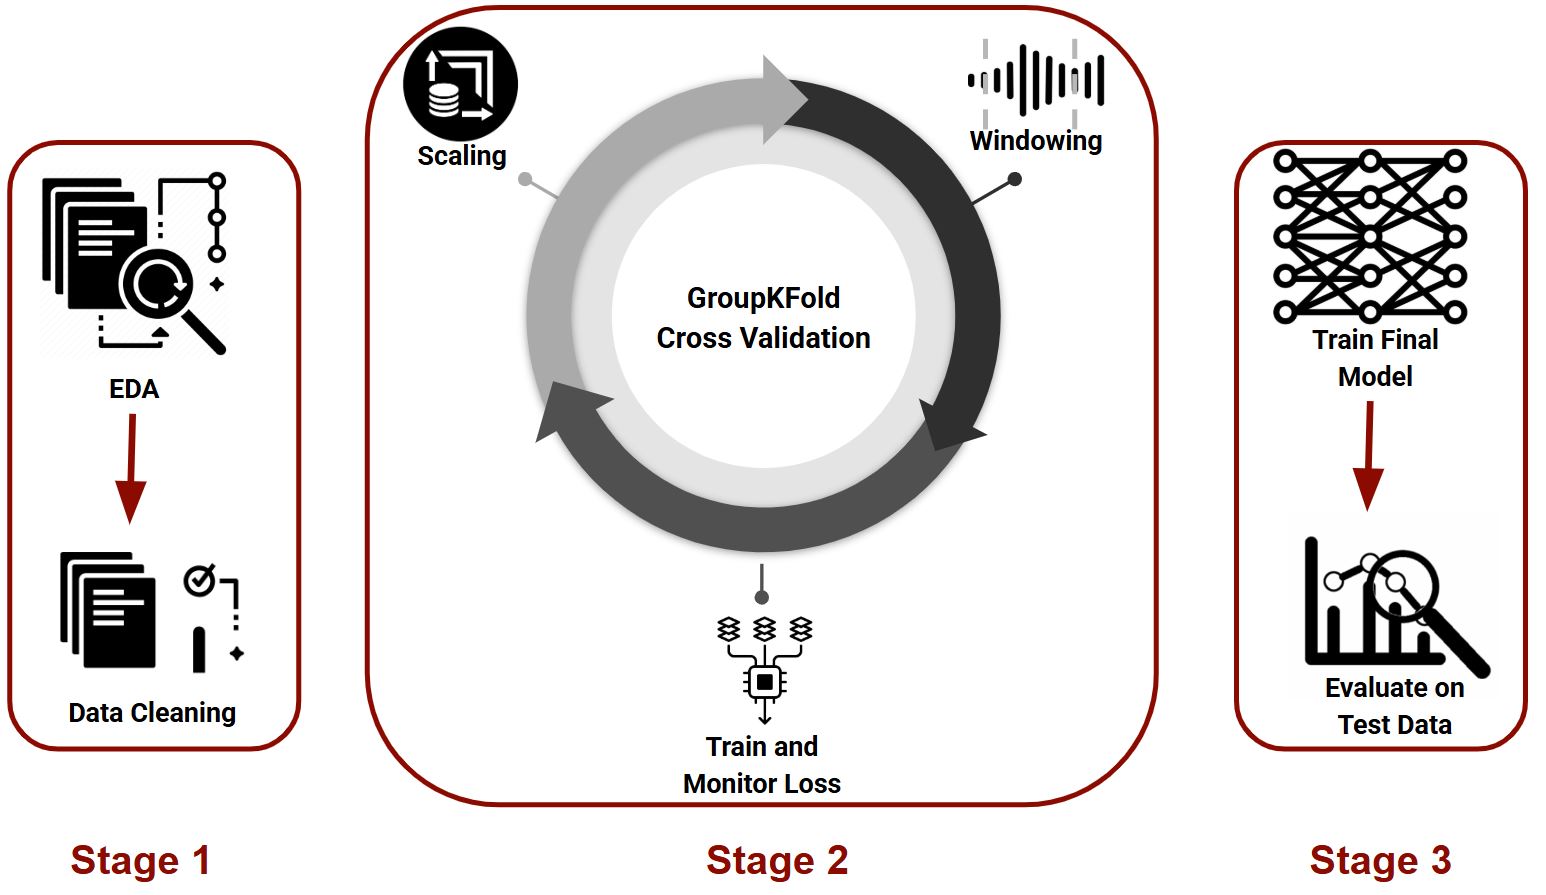 EDA
Data Cleaning
Stage 1
Scaling
Windowing
GroupKFold
Cross Validation
Train and
Monitor Loss
Stage 2
Train Final
Model
Evaluate on
Test Data
Stage 3